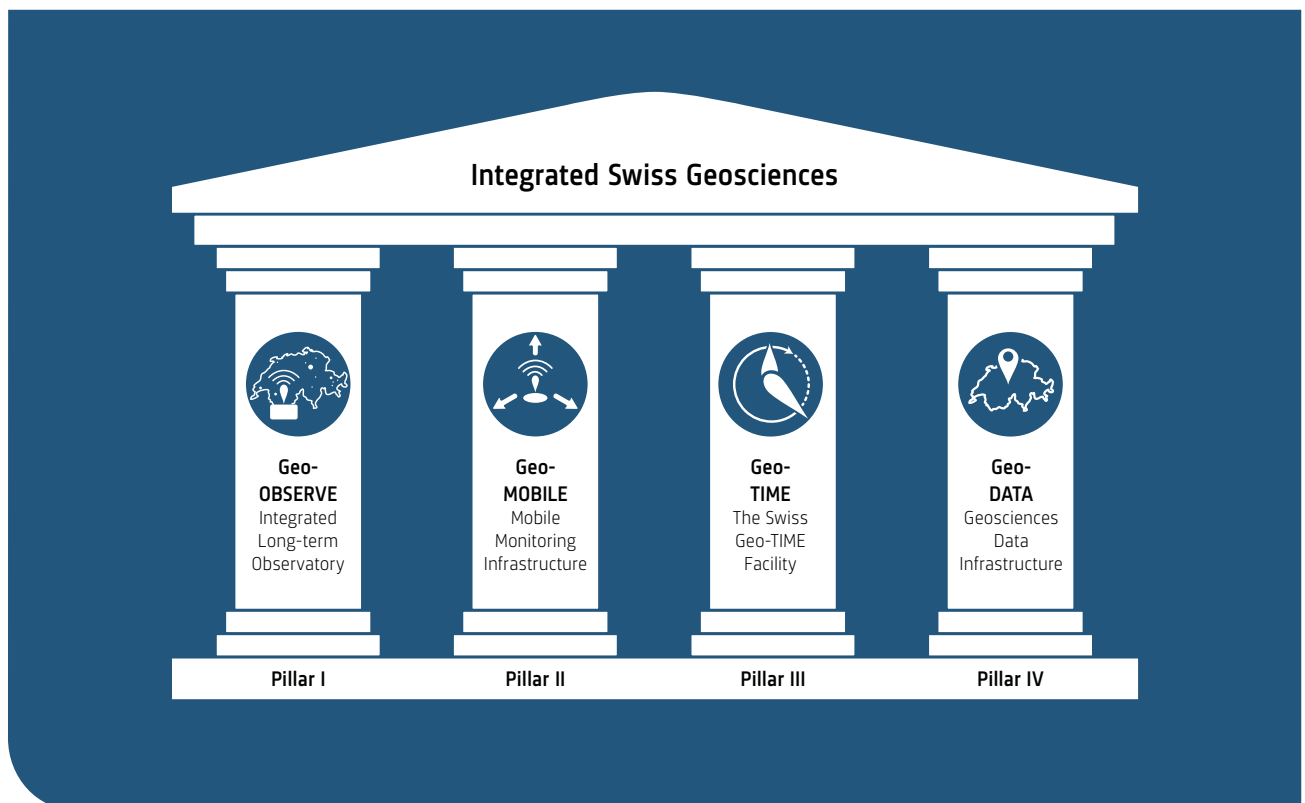 Integrated Swiss Geosciences
Geo-
OBSERVE
Integrated
Long-term
Observatory
Geo-
MOBILE
Mobile
Monitoring
Infrastructure
Geo-
TIME
The Swiss
Geo-TIME
Facility
Geo-
DATA
Geosciences
Data
Infrastructure
Pillar I
Pillar II
Pillar III
Pillar IV